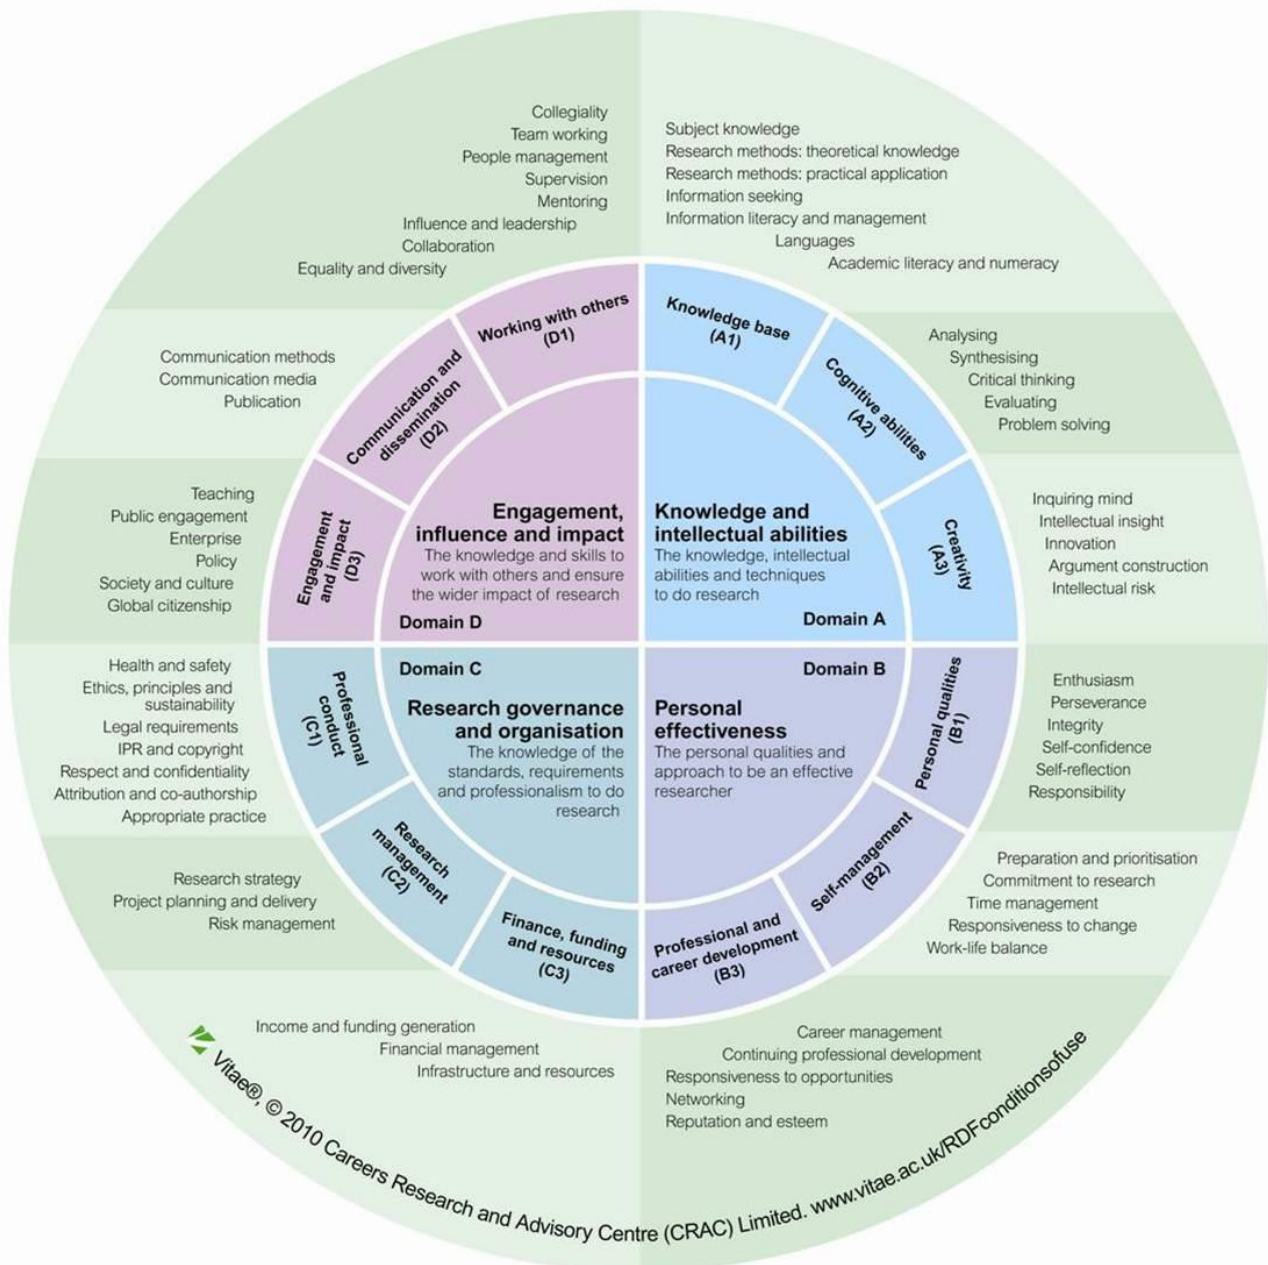 Collegiality
Team working
People management
Supervision
Mentoring
Influence and leadership
Collaboration
Equality and diversity
Subject knowledge
Research methods: theoretical knowledge
Research methods: practical application
Information seeking
Information literacy and management
Languages
Academic literacy and numeracy
Working with others
(D1)
Knowledge base
(A1)
Communication methods
Communication media
Publication
Communication and
dissemination
(D2)
Cognitive abilities
(A2)
Analysing
Synthesising
Critical thinking
Evaluating
Problem solving
Teaching
Public engagement
Enterprise
Policy
Society and culture
Global citizenship
Engagement
and impact
(D3)
Engagement,
influence and impact
The knowledge and skills to
work with others and ensure
the wider impact of research
Domain D
Knowledge and
intellectual abilities
The knowledge, intellectual
abilities and techniques
to do research
Domain A
Creativity
(A3)
Inquiring mind
Intellectual insight
Innovation
Argument construction
Intellectual risk
Health and safety
Ethics, principles and
sustainability
Legal requirements
IPR and copyright
Respect and confidentiality
Attribution and co-authorship
Appropriate practice
Professional
conduct
(C1)
Domain C
Research governance
and organisation
The knowledge of the
standards, requirements
and professionalism to do
research
Domain B
Personal
effectiveness
The personal qualities and
approach to be an effective
researcher
Personal qualities
(B1)
Enthusiasm
Perseverance
Integrity
Self-confidence
Self-reflection
Responsibility
Research strategy
Project planning and delivery
Risk management
Research
management
(C2)
Self-management
(B2)
Preparation and prioritisation
Commitment to research
Time management
Responsiveness to change
Work-life balance
Finance, funding
and resources
(C3)
Professional and
career development
(B3)
Income and funding generation
Financial management
Infrastructure and resources
Career management
Continuing professional development
Responsiveness to opportunities
Networking
Reputation and esteem
Vitae®, © 2010 Careers Research and Advisory Centre (CRAC) Limited. www.vitae.ac.uk/RDFconditionsofuse